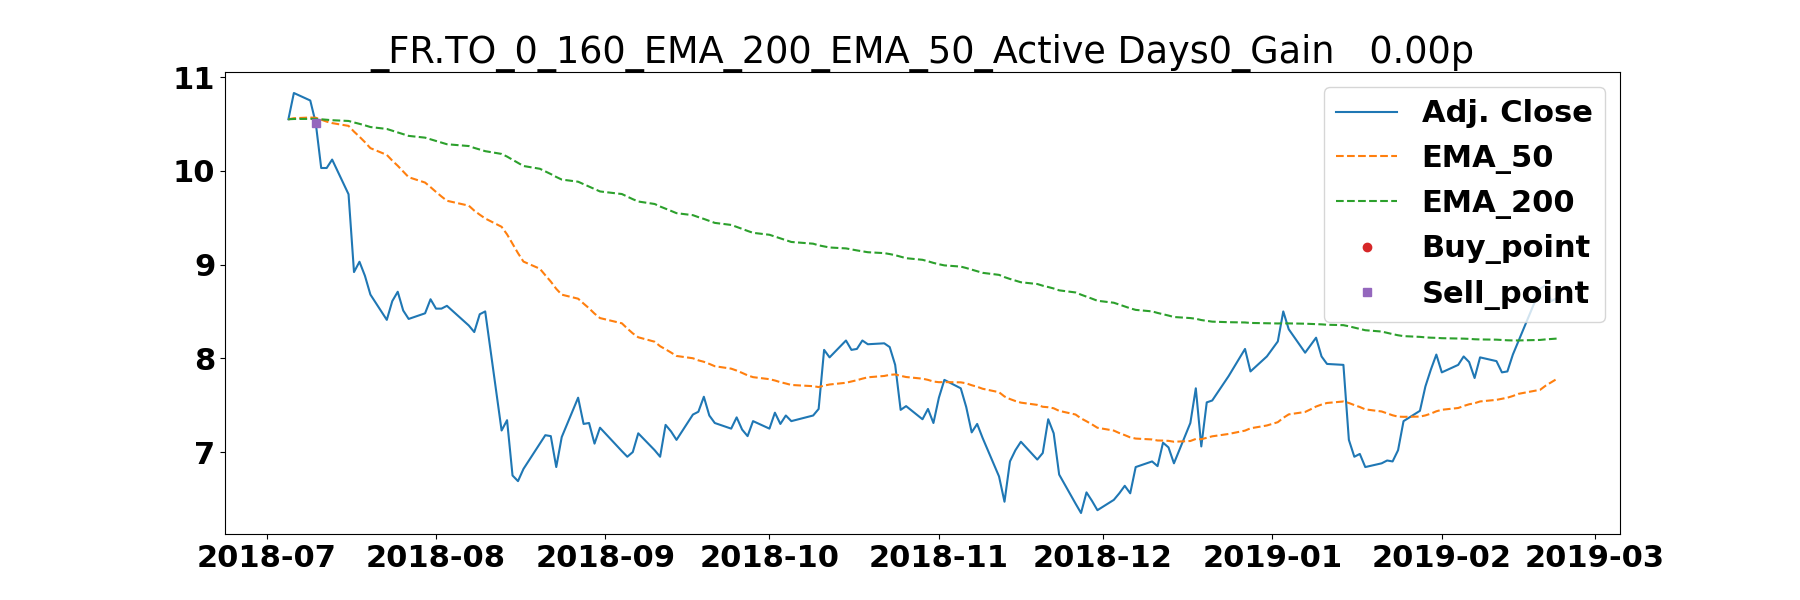 _FR.TO_0_160_EMA_200_EMA_50_Active Days0_Gain   0.00p
11
10
9
8
7
Adj. Close
EMA_50
EMA_200
Buy_point
Sell_point
2018-07 2018-08 2018-09 2018-10 2018-11 2018-12 2019-01 2019-02 2019-03